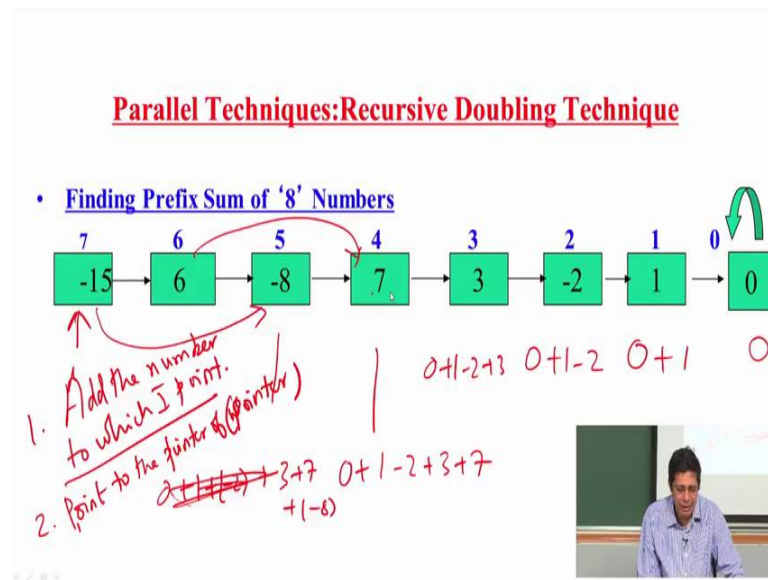 Parallel Techniques:Recursive Doubling Technique
• Finding Prefix Sum of ‘8’ Numbers
7 6 5 4 3 2 1 0
-15 6 -8 7 3 -2 1 0
1. Add the number
to which I point.
2. Point to the pointer of (pointer)
0+1-2+3 0+1-2 0+1 0
3+7 0+1-2+3+7
+(-8)